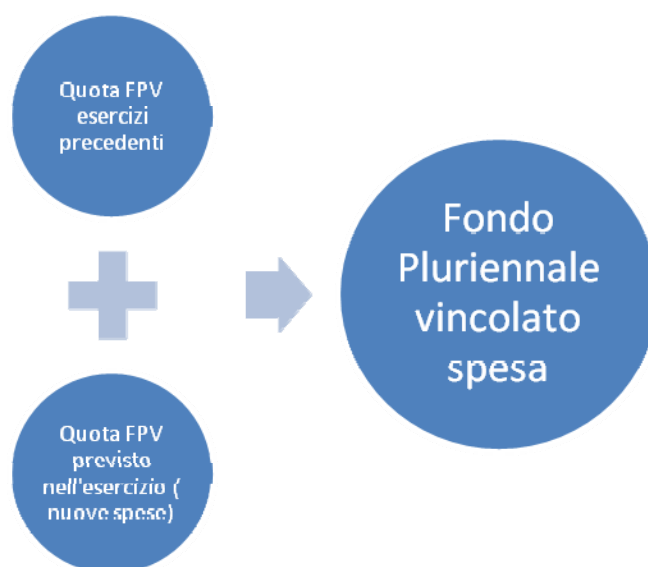 Quota FPV
esercizi
precedenti
Quota FPV
previsto
nell'esercizio (
nuove spese)
Fondo
Pluriennale
vincolato
spesa